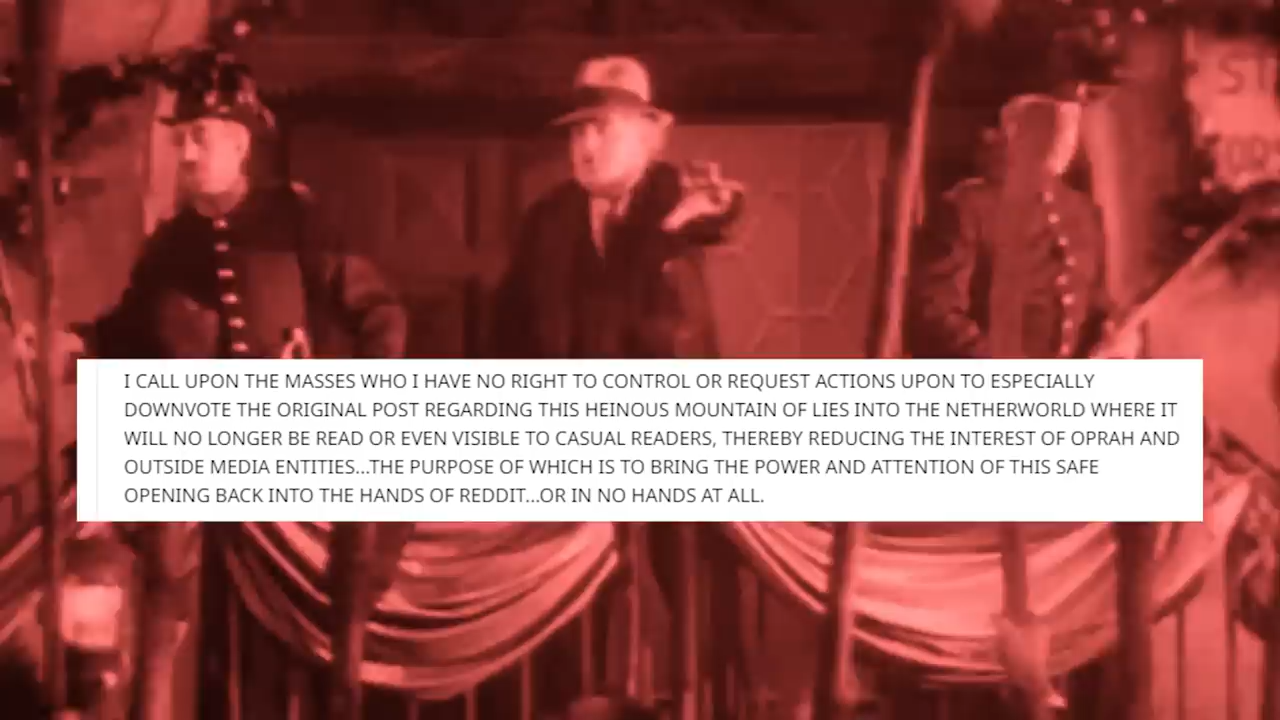 I CALL UPON THE MASSES WHO I HAVE NO RIGHT TO CONTROL OR REQUEST ACTIONS UPON TO ESPECIALLY
DOWNVOTE THE ORIGINAL POST REGARDING THIS HEINOUS MOUNTAIN OF LIES INTO THE NETHERWORLD WHERE IT
WILL NO LONGER BE READ OR EVEN VISIBLE TO CASUAL READERS, THEREBY REDUCING THE INTEREST OF OPRAH AND
OUTSIDE MEDIA ENTITIES...THE PURPOSE OF WHICH IS TO BRING THE POWER AND ATTENTION OF THIS SAFE
OPENING BACK INTO THE HANDS OF REDDIT...OR IN NO HANDS AT ALL.